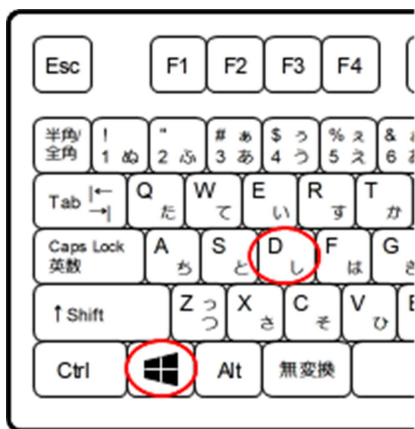 Esc F1 F2 F3 F4
半角/ ! " # ぁ $ ぅ % ぇ &
全角 1 ぬ 2 ふ 3 あ 4 う 5 え 6
Tab Q た W て E い R す T か
Caps Lock A ち S と D し F は G
英数
↑Shift Z っ X さ C そ V ひ
つ
Ctrl Alt 無変換